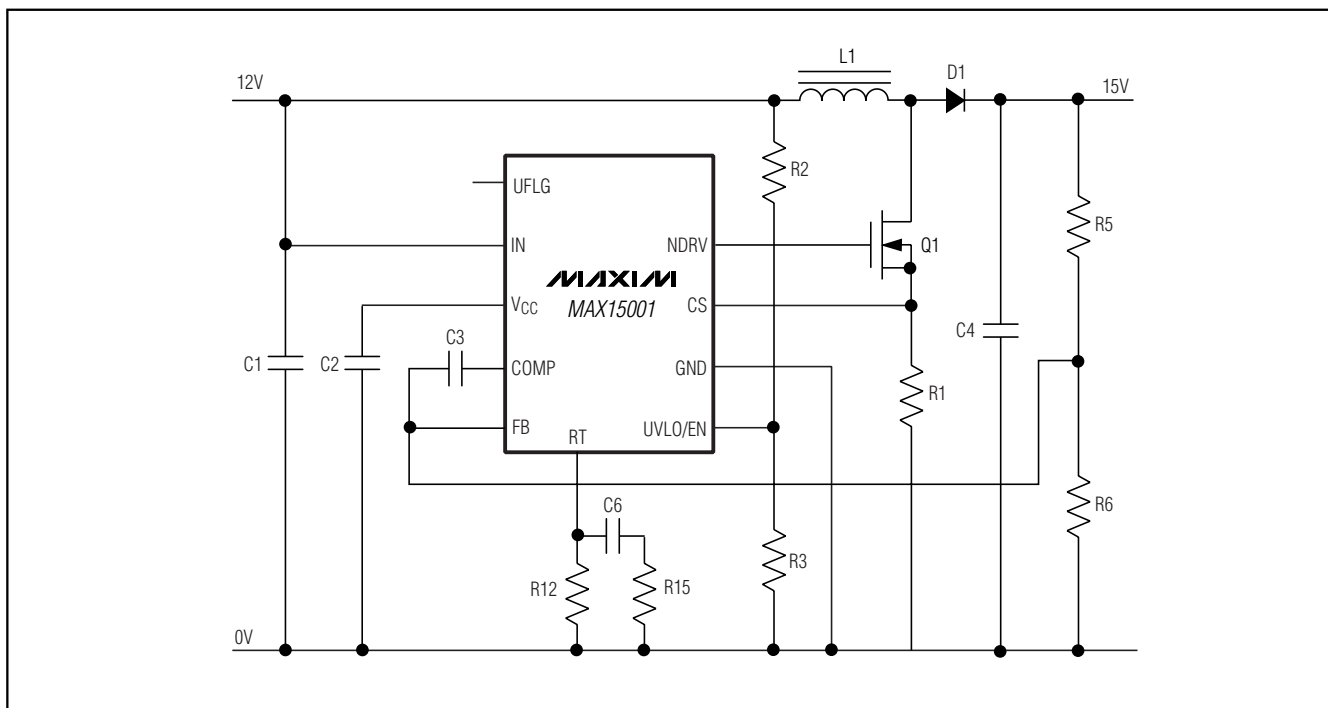 12V
L1
D1
15V
R2
UFLG
R5
IN
NDRV
Q1
MAXIM
MAX15001
VCC
CS
C1
C2
C3
COMP
GND
R1
C4
FB
RT
UVLO/EN
C6
R6
R12
R15
R3
0V